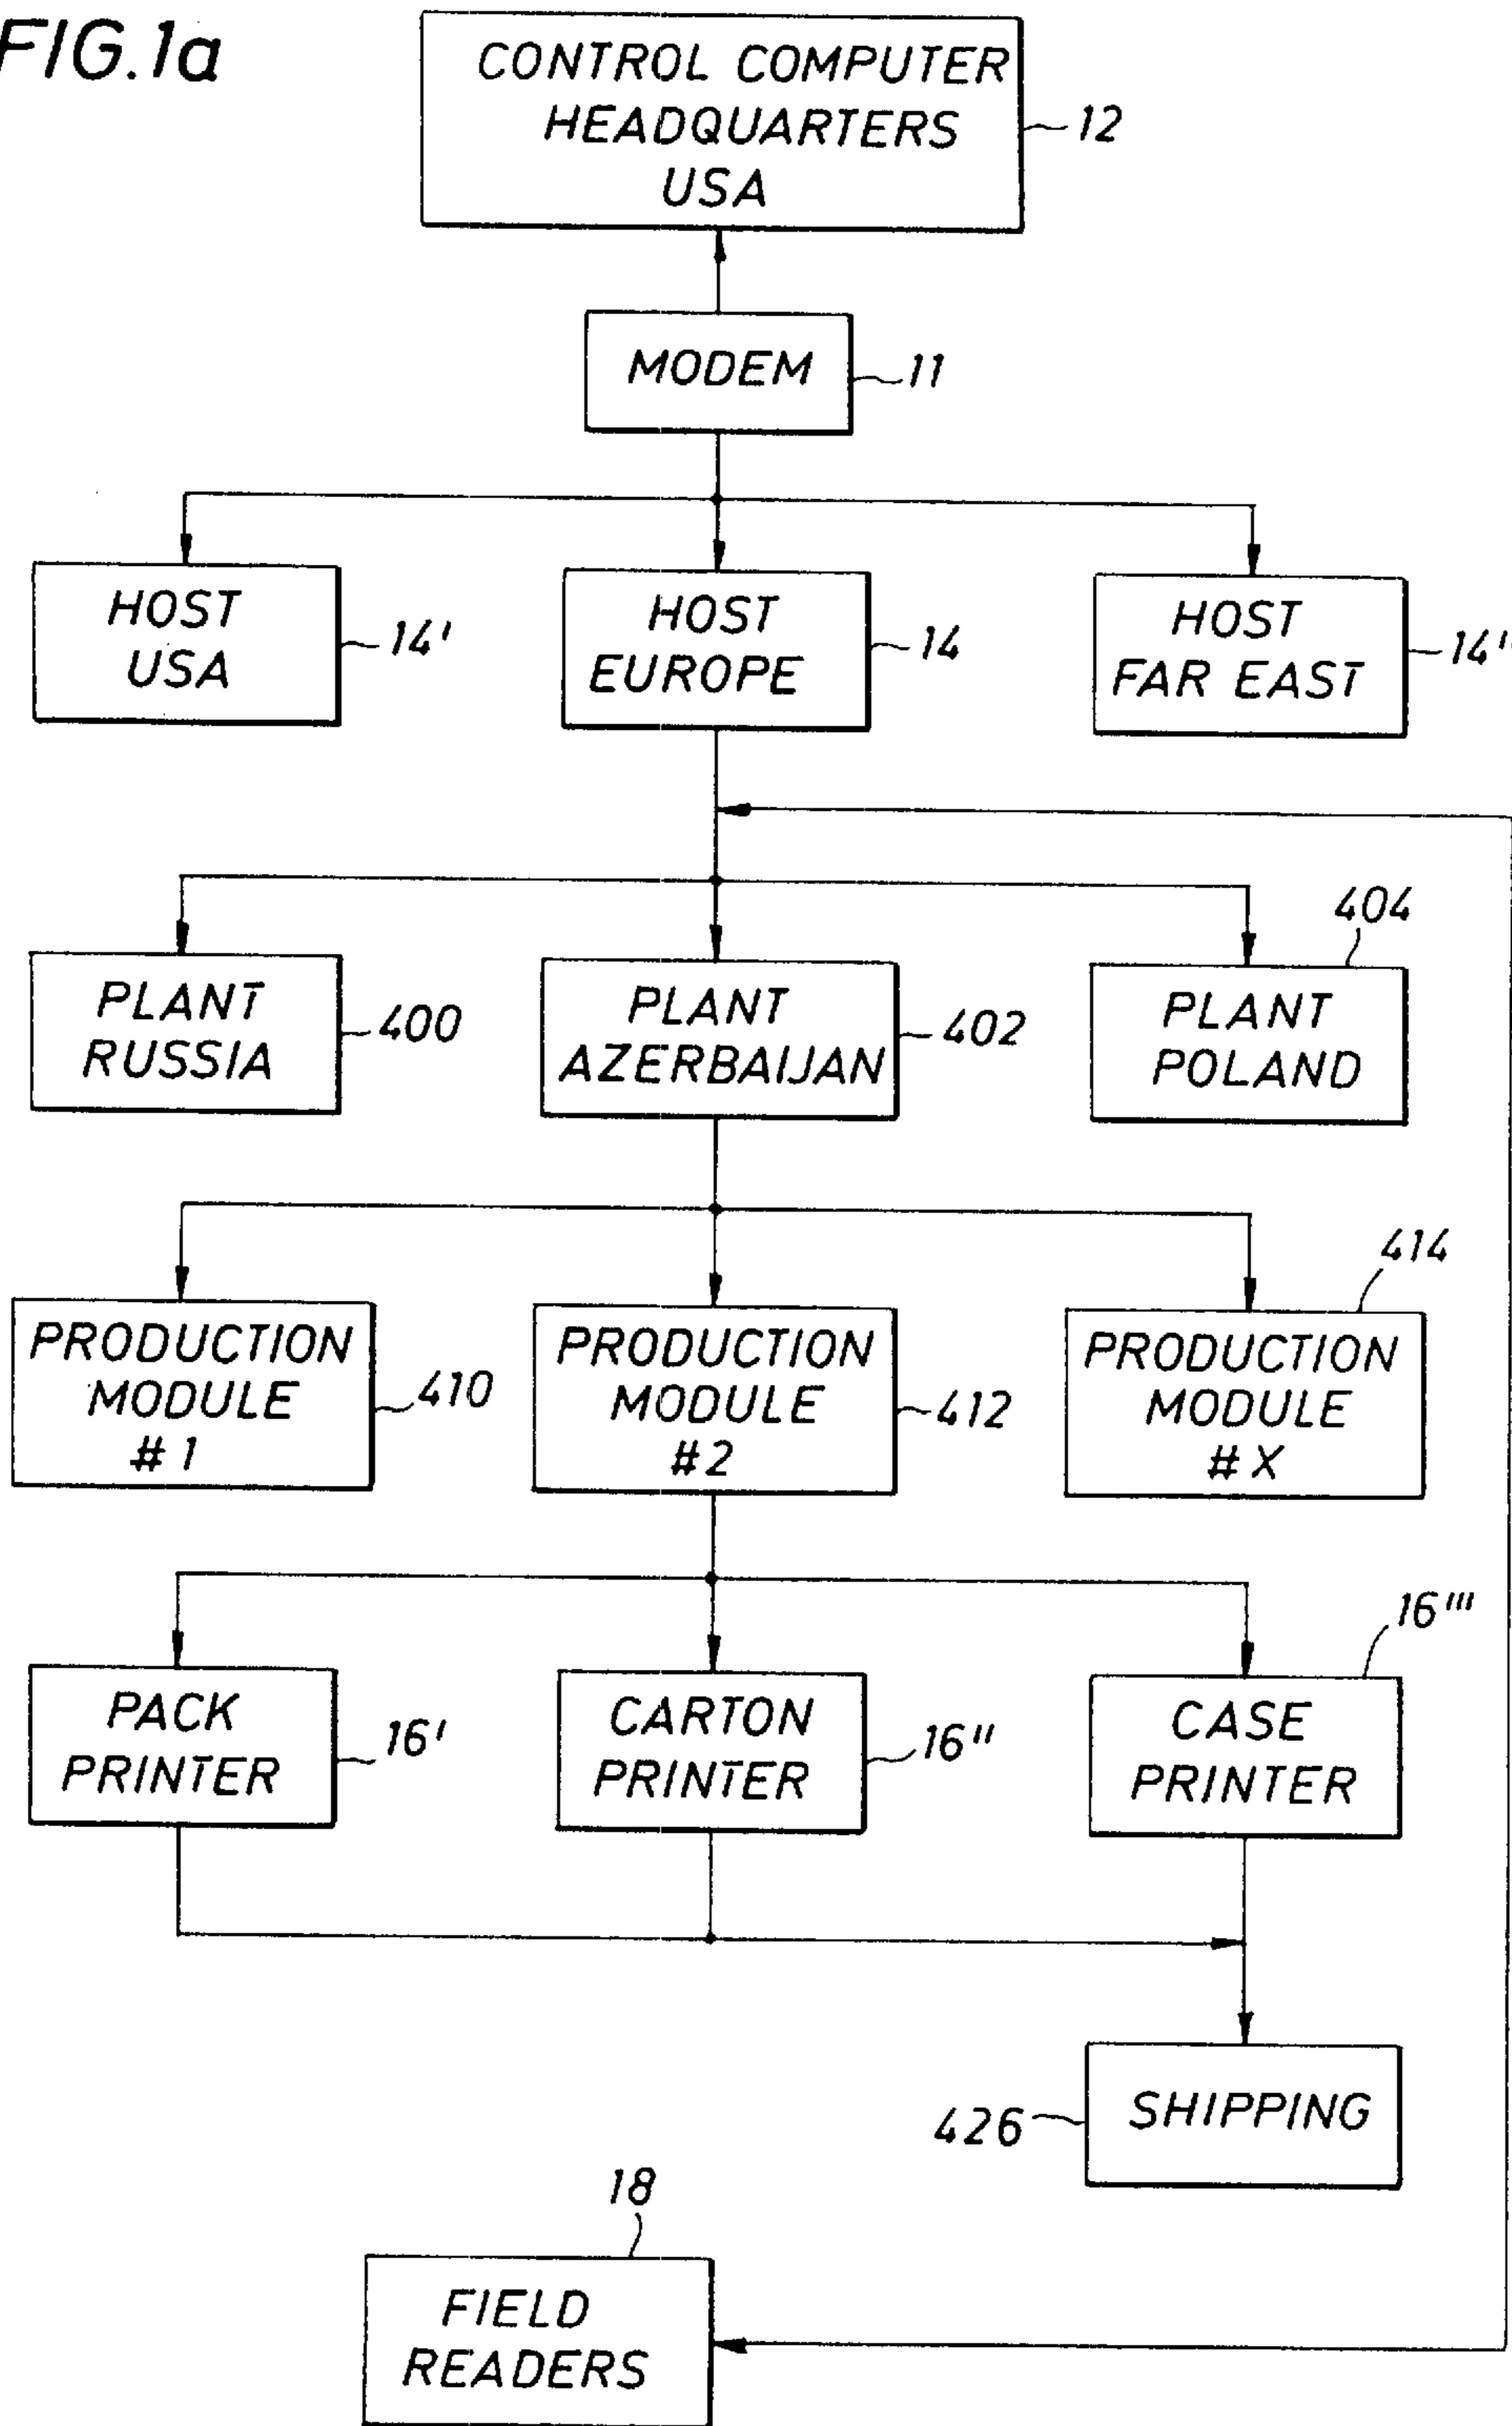 FIG.1a
CONTROL COMPUTER
HEADQUARTERS
USA
12
MODEM
11
HOST
USA
14'
HOST
EUROPE
14
HOST
FAR EAST
14"
PLANT
RUSSIA
400
PLANT
AZERBAIJAN
402
404
PLANT
POLAND
PRODUCTION
MODULE
#1
410
PRODUCTION
MODULE
#2
412
414
PRODUCTION
MODULE
#X
PACK
PRINTER
16'
CARTON
PRINTER
16"
16'''
CASE
PRINTER
426
SHIPPING
18
FIELD
READERS